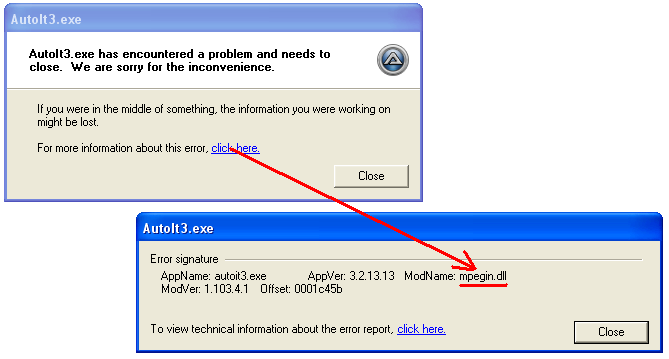 AutoIt3.exe
AutoIt3.exe has encountered a problem and needs to
close. We are sorry for the inconvenience.
If you were in the middle of something, the information you were working on
might be lost.
For more information about this error, click here.
Close
AutoIt3.exe
Error signature
AppName: autoit3.exe AppVer: 3.2.13.13 ModName: mpegin.dll
ModVer: 1.103.4.1 Offset: 0001c45b
To view technical information about the error report, click here.
Close